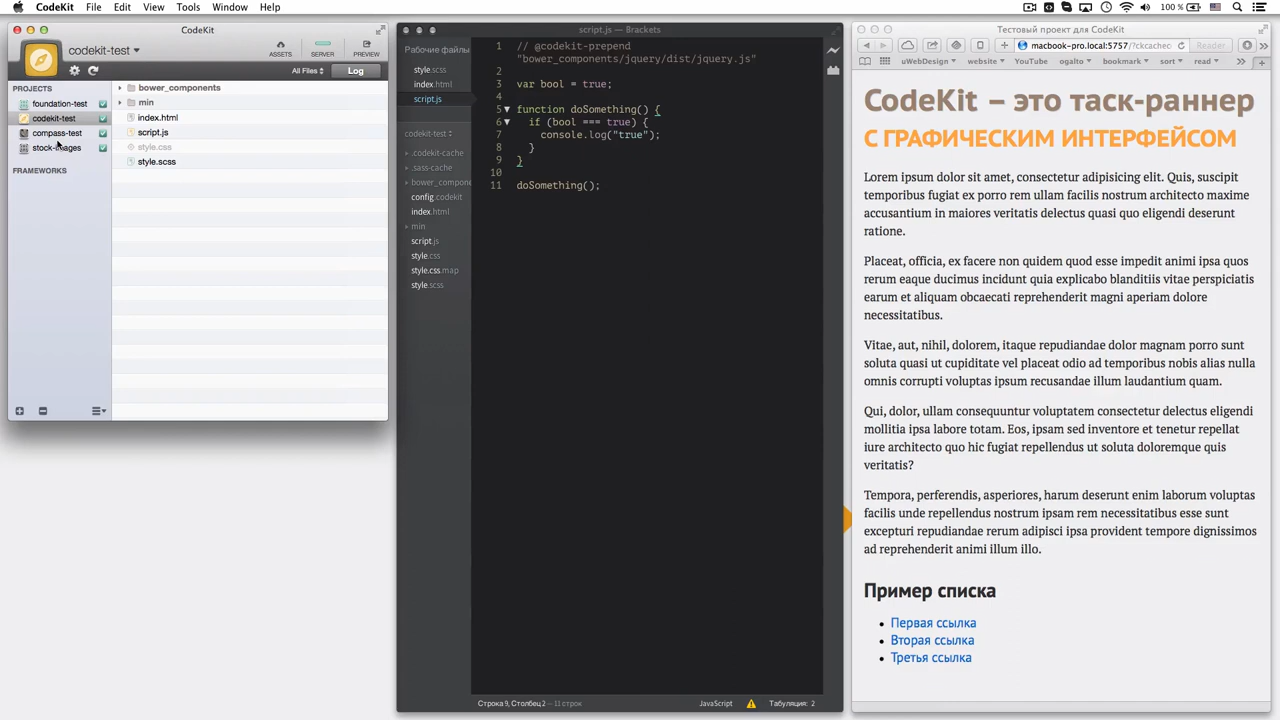 CodeKit File Edit View Tools Window Help 100 %
CodeKit
codekit-test
ASSETS SERVER PREVIEW
All Files Log
PROJECTS
foundation-test
codekit-test
compass-test
stock-images
FRAMEWORKS
bower_components
min
index.html
script.js
style.css
style.scss
script.js — Brackets
Рабочие файлы
style.scss
index.html
script.js
codekit-test
.codekit-cache
.sass-cache
bower_compone
config.codekit
index.html
min
script.js
style.css
style.css.map
style.scss
1 // @codekit-prepend
"bower_components/jquery/dist/jquery.js"
2
3 var bool = true;
4
5 function doSomething() {
6 if (bool === true) {
7 console.log("true");
8 }
9 }
10
11 doSomething();
Строка 9, Столбец 2 — 11 строк JavaScript Табуляция: 2
Тестовый проект для CodeKit
macbook-pro.local:5757/?ckcachec Reader
uWebDesign website YouTube ogalto bookmark sort read
CodeKit – это таск-раннер
С ГРАФИЧЕСКИМ ИНТЕРФЕЙСОМ
Lorem ipsum dolor sit amet, consectetur adipisicing elit. Quis, suscipit
temporibus fugiat ex porro rem ullam facilis nostrum architecto maxime
accusantium in maiores veritatis delectus quasi quo eligendi deserunt
ratione.
Placeat, officia, ex facere non quidem quod esse impedit animi ipsa quos
rerum eaque ducimus incidunt quia explicabo blanditiis vitae perspiciatis
earum et aliquam obcaecati reprehenderit magni aperiam dolore
necessitatibus.
Vitae, aut, nihil, dolorem, itaque repudiandae dolor magnam porro sunt
soluta quasi ut cupiditate vel placeat odio ad temporibus nobis alias nulla
omnis corrupti voluptas ipsum recusandae illum laudantium quam.
Qui, dolor, ullam consequuntur voluptatem consectetur delectus eligendi
mollitia ipsa labore totam. Eos, ipsam sed inventore et tenetur repellat
iure architecto quo hic fugiat repellendus ut soluta doloremque quis
veritatis?
Tempora, perferendis, asperiores, harum deserunt enim laborum voluptas
facilis unde repellendus nostrum ipsam rem necessitatibus esse sunt
excepturi repudiandae rerum adipisci ipsa provident tempore dignissimos
ad reprehenderit animi illum illo.
Пример списка
Первая ссылка
Вторая ссылка
Третья ссылка